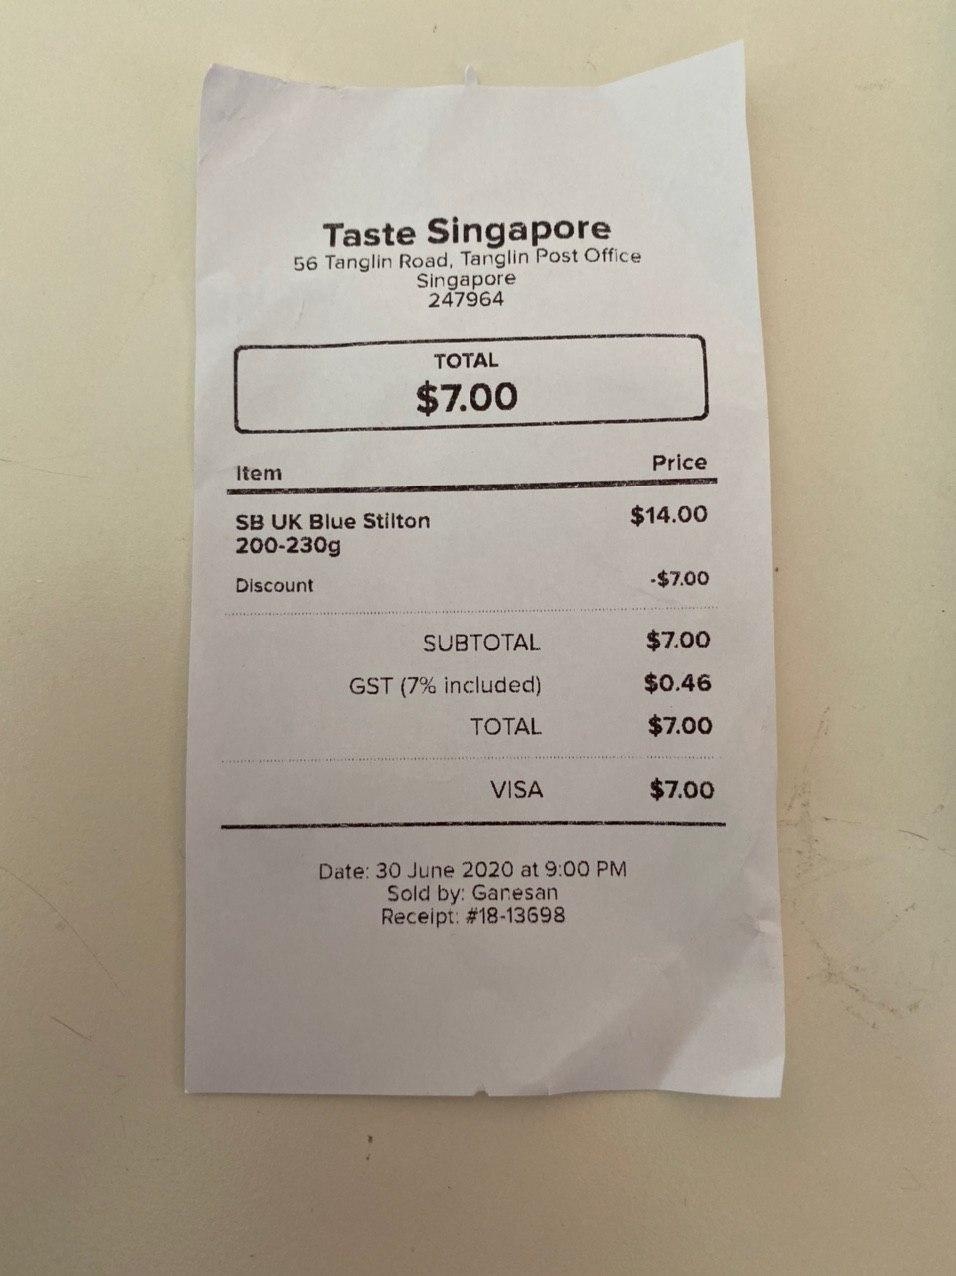 Taste Singapore
56 Tanglin Road, Tanglin Post Office
Singapore
247964
TOTAL
$7.00
Item Price
SB UK Blue Stilton $14.00
200-230g
Discount -$7.00
SUBTOTAL $7.00
GST (7% included) $0.46
TOTAL $7.00
VISA $7.00
Date: 30 June 2020 at 9:00 PM
Sold by: Ganesan
Receipt: #18-13698